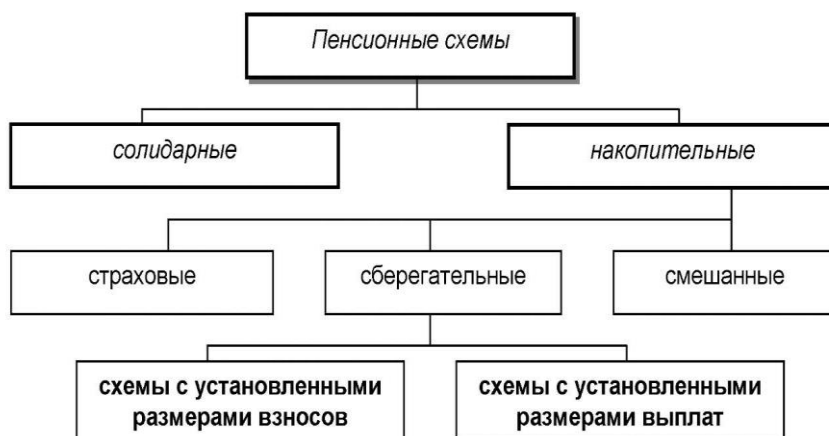 Пенсионные схемы
солидарные
накопительные
страховые
сберегательные
смешанные
схемы с установленными
размерами взносов
схемы с установленными
размерами выплат